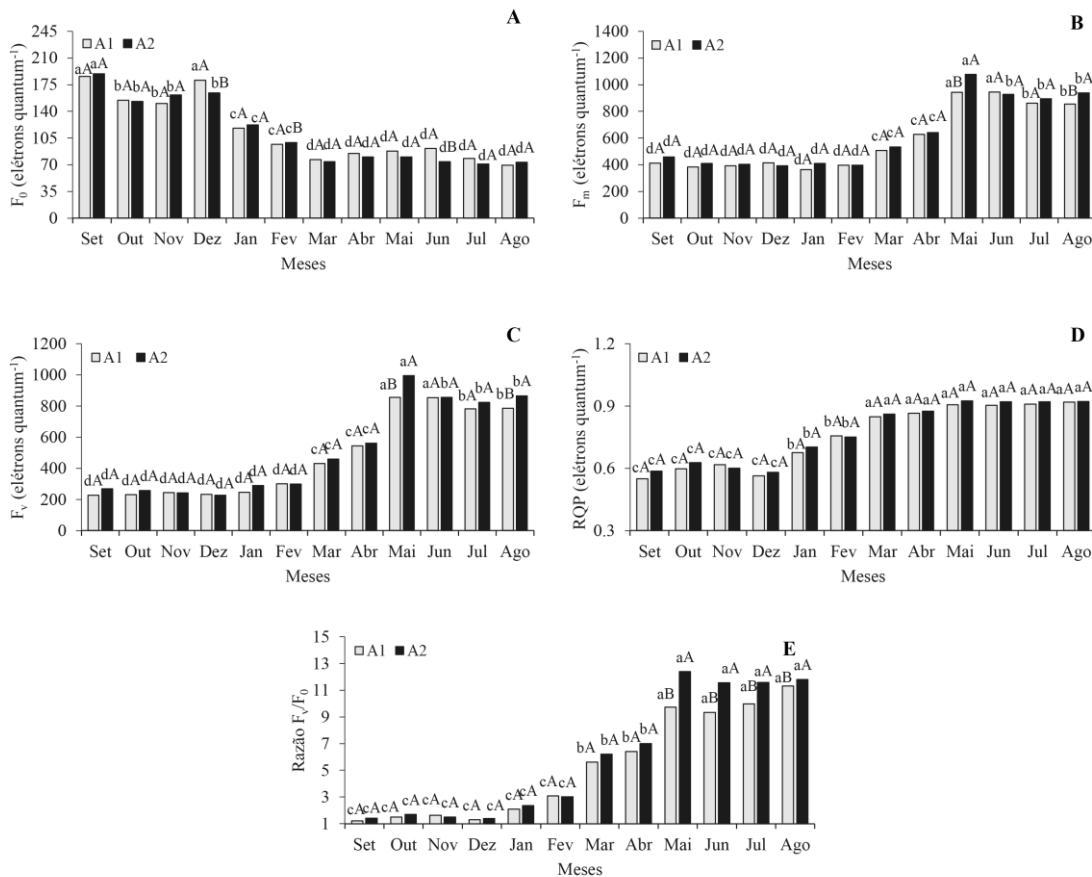 A
F₀ (elétrons quantum⁻¹)
245
210
175
140
105
70
35
0
A1 A2
aA aA bA bA bA bA aA bB cA cA cA cB dA dA dA dA dA dA dA dB dA dA dA dA
Set Out Nov Dez Jan Fev Mar Abr Mai Jun Jul Ago
Meses
B
Fₘ (elétrons quantum⁻¹)
1400
1200
1000
800
600
400
200
0
A1 A2
dA dA dA dA dA dA dA dA dA dA dA dA cA cA cA cA aB aA aA bA bA bA bB bA
Set Out Nov Dez Jan Fev Mar Abr Mai Jun Jul Ago
Meses
C
Fᵥ (elétrons quantum⁻¹)
1200
1000
800
600
400
200
0
A1 A2
dA dA dA dA dA dA dA dA dA dA dA dA cA cA cA cA aB aA aA bA bA bA bB bA
Set Out Nov Dez Jan Fev Mar Abr Mai Jun Jul Ago
Meses
D
RQP (elétrons quantum⁻¹)
1.2
0.9
0.6
0.3
A1 A2
cA cA cA cA cA cA cA cA bA bA bA bA aA aA aA aA aA aA aA aA aA aA aA aA
Set Out Nov Dez Jan Fev Mar Abr Mai Jun Jul Ago
Meses
E
Razão Fᵥ/F₀
15
13
11
9
7
5
3
1
A1 A2
cA cA cA cA cA cA cA cA cA cA cA cA bA bA bA bA aB aA aB aA aB aA aB aA
Set Out Nov Dez Jan Fev Mar Abr Mai Jun Jul Ago
Meses